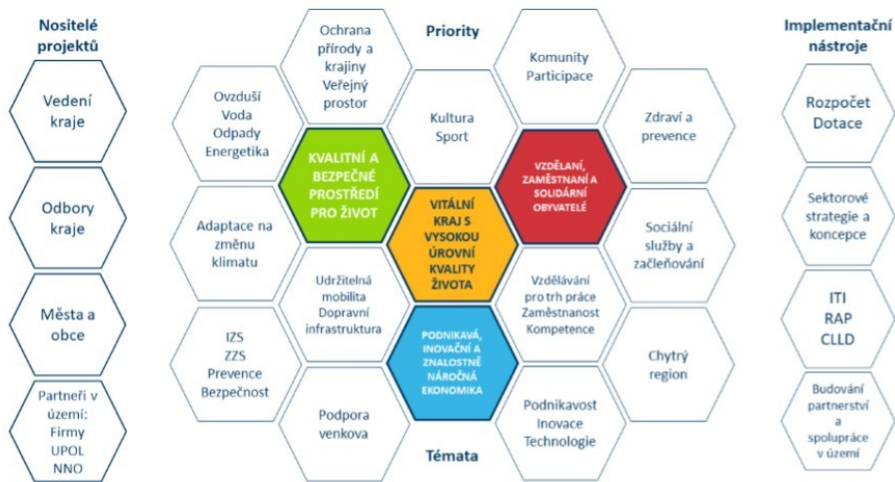 Nositelé
projektů
Vedení
kraje
Odbory
kraje
Města a
obce
Partneři v
území:
Firmy
UPOL
NNO
Priority
Ochrana
přírody a
krajiny
Veřejný
prostor
Komunity
Participace
Ovzduší
Voda
Odpady
Energetika
Kultura
Sport
Zdraví a
prevence
KVALITNÍ A
BEZPEČNÉ
PROSTŘEDÍ
PRO ŽIVOT
VZDĚLANÍ,
ZAMĚSTNANÍ A
SOLIDÁRNÍ
OBYVATELÉ
Adaptace na
změnu
klimatu
VITÁLNÍ
KRAJ S
VYSOKOU
ÚROVNÍ
KVALITY
ŽIVOTA
Sociální
služby a
začleňování
Udržitelná
mobilita
Dopravní
infrastruktura
Vzdělávání
pro trh práce
Zaměstnanost
Kompetence
IZS
ZZS
Prevence
Bezpečnost
PODNIKAVÁ,
INOVAČNÍ A
ZNALOSTNĚ
NÁROČNÁ
EKONOMIKA
Chytrý
region
Podpora
venkova
Podnikavost
Inovace
Technologie
Témata
Implementační
nástroje
Rozpočet
Dotace
Sektorové
strategie a
koncepce
ITI
RAP
CLLD
Budování
partnerství
a
spolupráce
v území